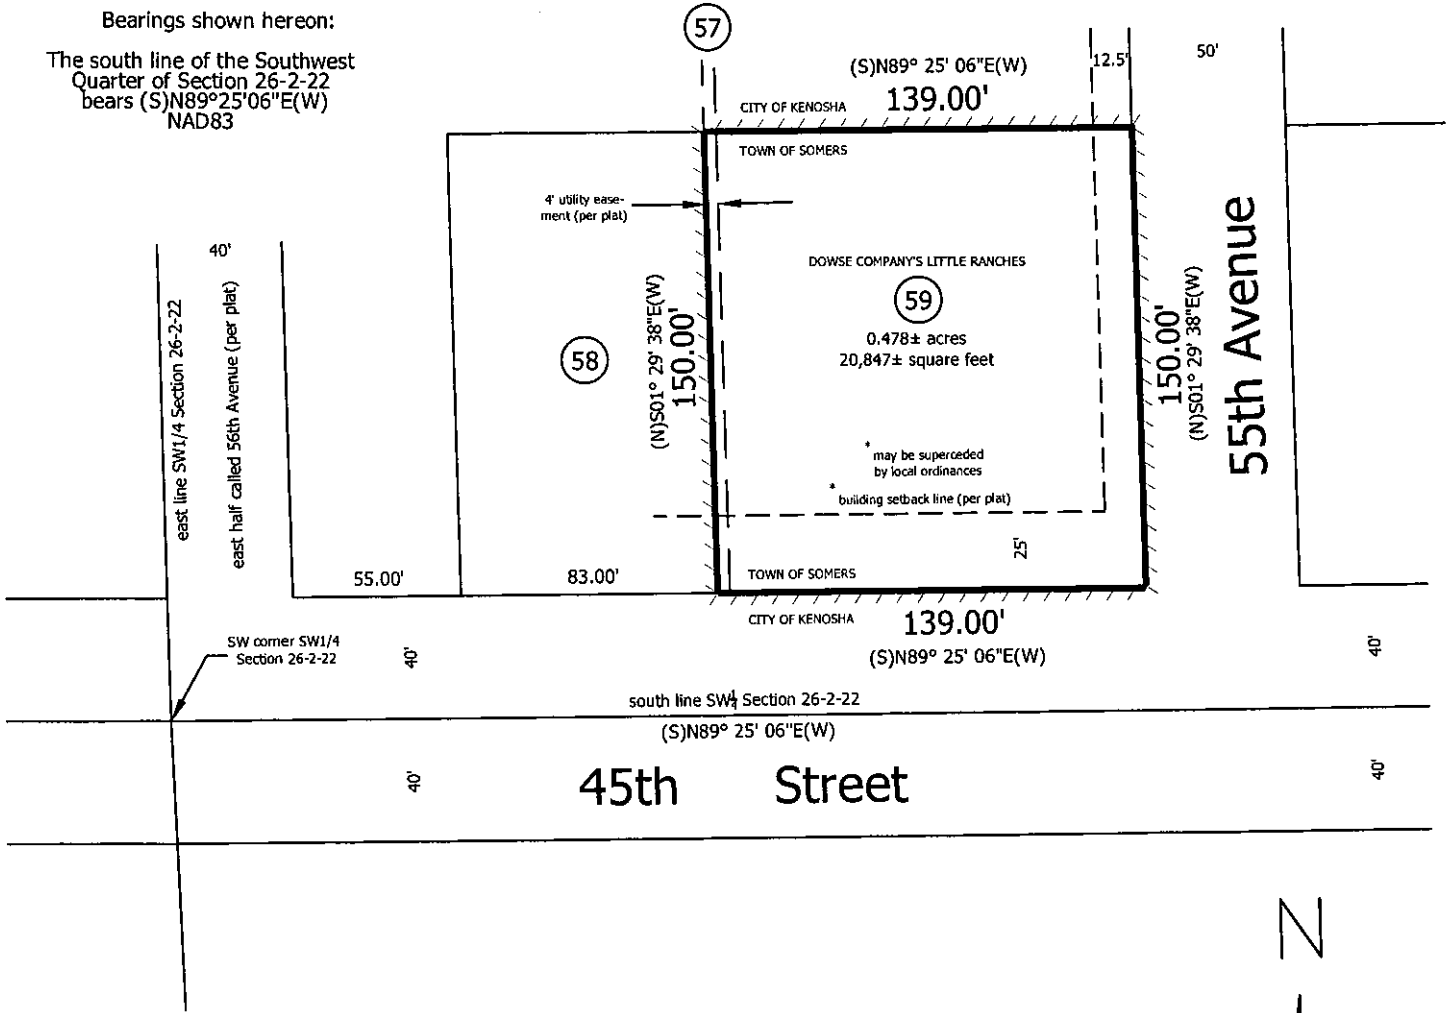 Bearings shown hereon:
The south line of the Southwest
Quarter of Section 26-2-22
bears (S)N89°25'06"E(W)
NAD83
57
(S)N89° 25' 06"E(W)
139.00'
12.5'
50'
CITY OF KENOSHA
TOWN OF SOMERS
4' utility ease-
ment (per plat)
40'
east line SW1/4 Section 26-2-22
east half called 56th Avenue (per plat)
58
(N)S01° 29' 38"E(W)
150.00'
DOWSE COMPANY'S LITTLE RANCHES
59
0.478± acres
20,847± square feet
* may be superceded
by local ordinances
*
building setback line (per plat)
25'
150.00'
(N)S01° 29' 38"E(W)
55th Avenue
55.00'
83.00'
TOWN OF SOMERS
CITY OF KENOSHA
139.00'
(S)N89° 25' 06"E(W)
SW corner SW1/4
Section 26-2-22
40'
40'
south line SW¼ Section 26-2-22
(S)N89° 25' 06"E(W)
40'
45th Street
40'
N